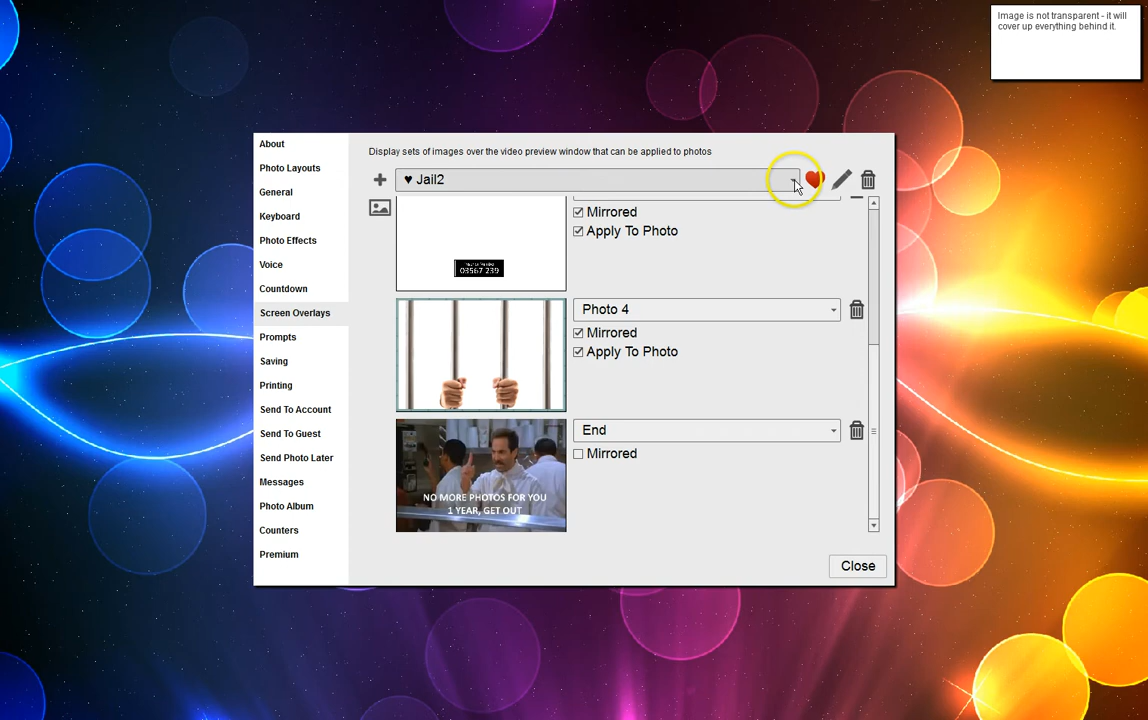 Image is not transparent - it will
cover up everything behind it.
About
Photo Layouts
General
Keyboard
Photo Effects
Voice
Countdown
Screen Overlays
Prompts
Saving
Printing
Send To Account
Send To Guest
Send Photo Later
Messages
Photo Album
Counters
Premium
Display sets of images over the video preview window that can be applied to photos
♥ Jail2
Mirrored
Apply To Photo
03567 239
Photo 4
Mirrored
Apply To Photo
End
Mirrored
NO MORE PHOTOS FOR YOU
1 YEAR, GET OUT
Close